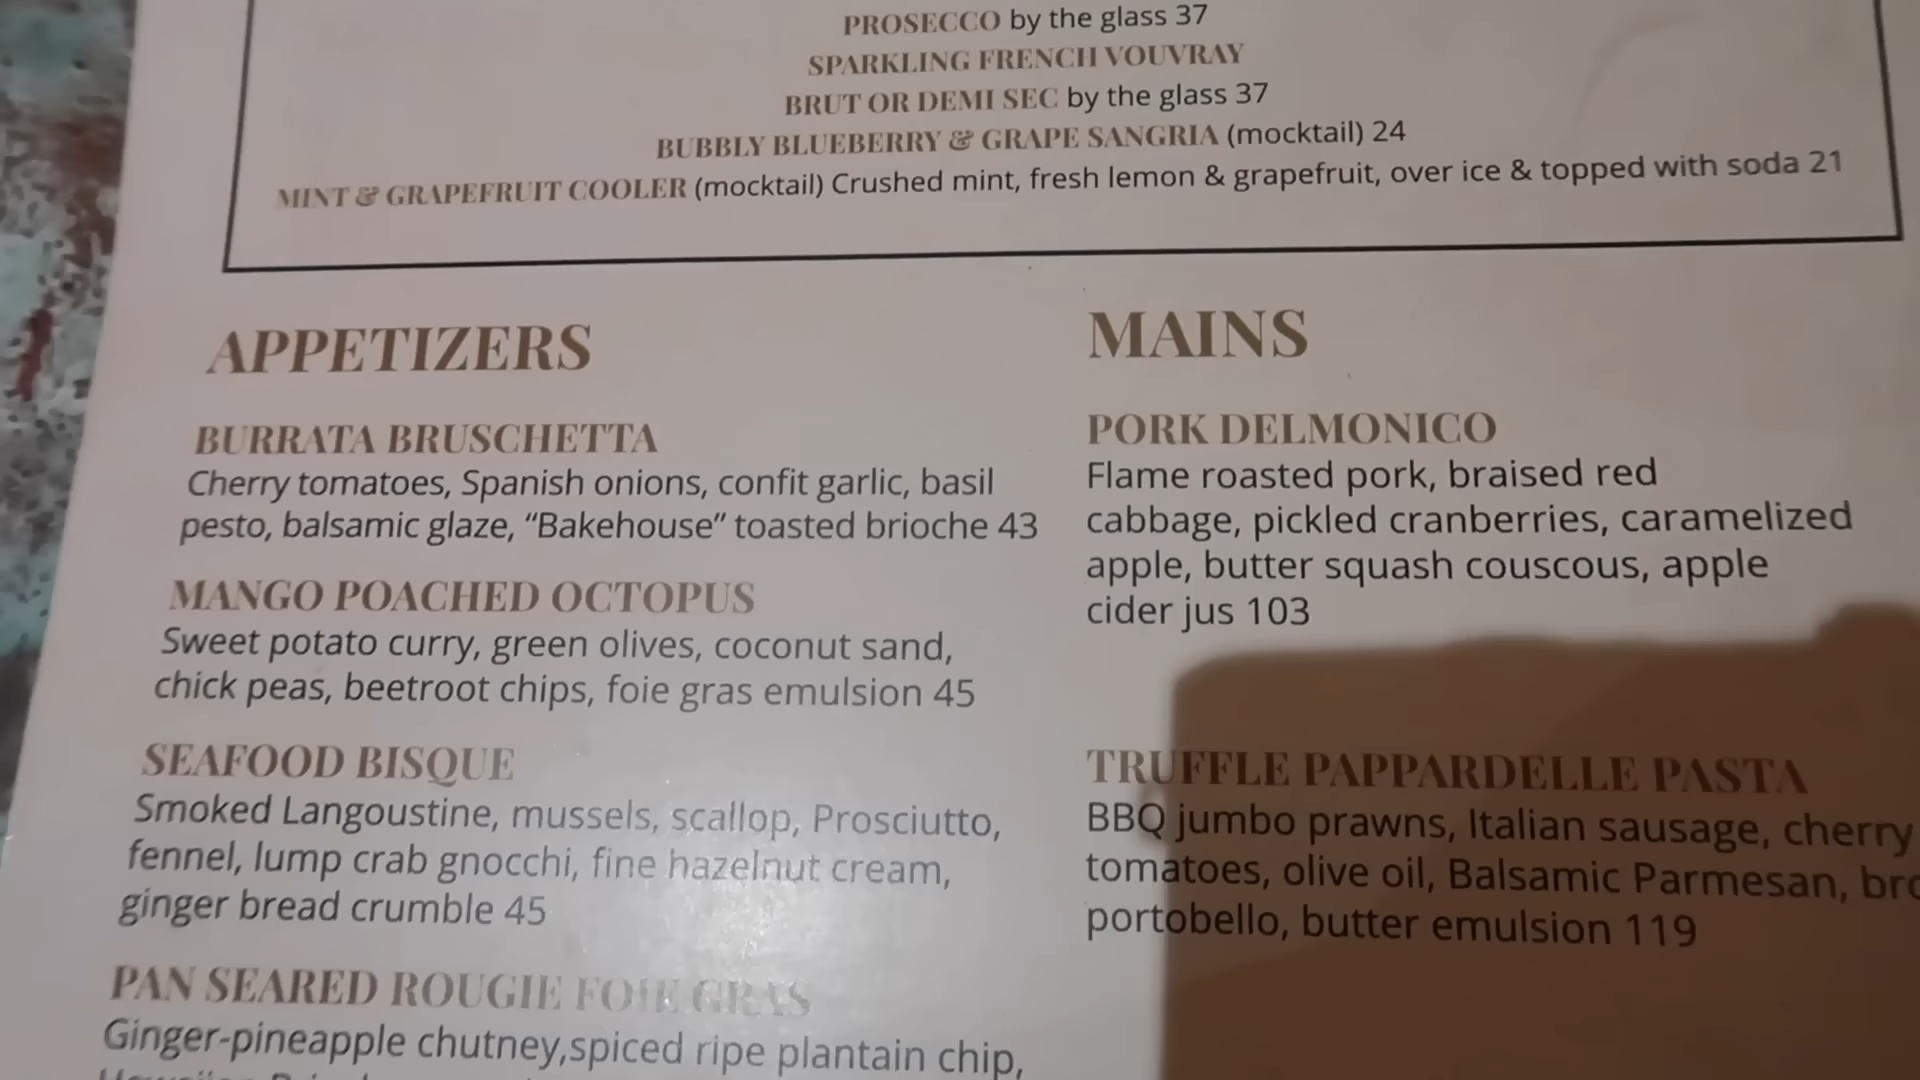 PROSECCO by the glass 37
SPARKLING FRENCH VOUVRAY
BRUT OR DEMI SEC by the glass 37
BUBBLY BLUEBERRY & GRAPE SANGRIA (mocktail) 24
MINT & GRAPEFRUIT COOLER (mocktail) Crushed mint, fresh lemon & grapefruit, over ice & topped with soda 21
APPETIZERS
BURRATA BRUSCHETTA
Cherry tomatoes, Spanish onions, confit garlic, basil
pesto, balsamic glaze, “Bakehouse” toasted brioche 43
MANGO POACHED OCTOPUS
Sweet potato curry, green olives, coconut sand,
chick peas, beetroot chips, foie gras emulsion 45
SEAFOOD BISQUE
Smoked Langoustine, mussels, scallop, Prosciutto,
fennel, lump crab gnocchi, fine hazelnut cream,
ginger bread crumble 45
PAN SEARED ROUGIE FOIE GRAS
Ginger-pineapple chutney,spiced ripe plantain chip,
MAINS
PORK DELMONICO
Flame roasted pork, braised red
cabbage, pickled cranberries, caramelized
apple, butter squash couscous, apple
cider jus 103
TRUFFLE PAPPARDELLE PASTA
BBQ jumbo prawns, Italian sausage, cherry
tomatoes, olive oil, Balsamic Parmesan,
portobello, butter emulsion 119